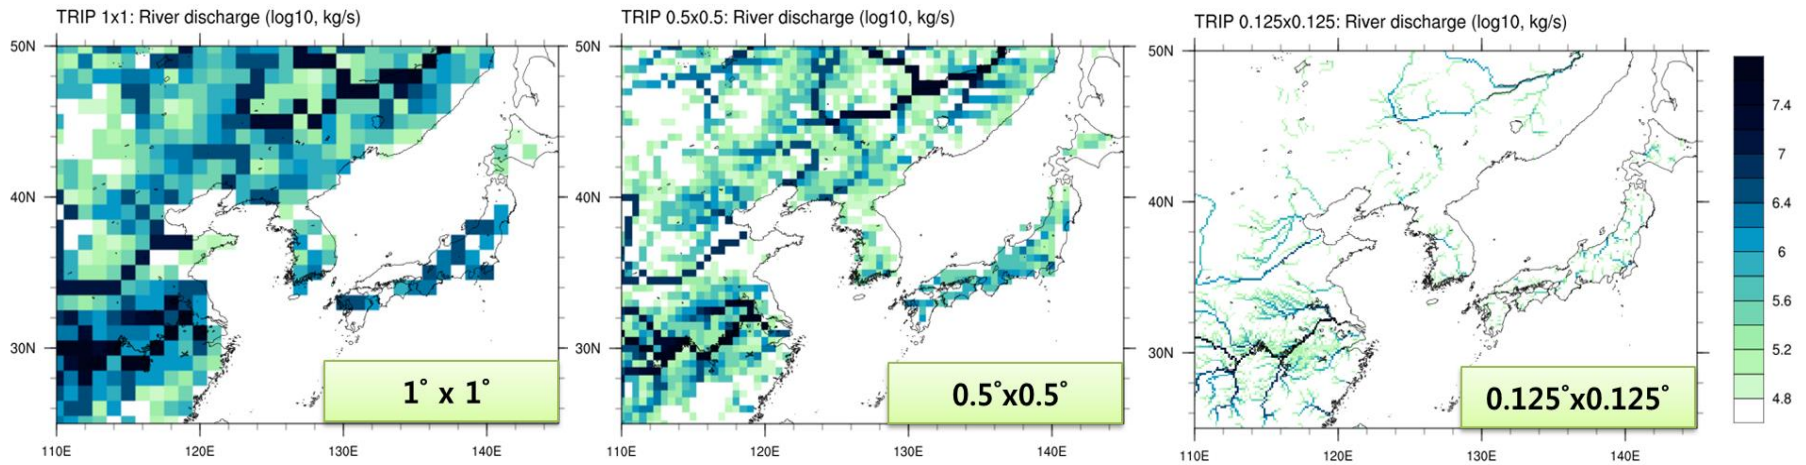 TRIP 1x1: River discharge (log10, kg/s)
50N
40N
30N
110E 120E 130E 140E
1˚ x 1˚
TRIP 0.5x0.5: River discharge (log10, kg/s)
50N
40N
30N
110E 120E 130E 140E
0.5˚x0.5˚
TRIP 0.125x0.125: River discharge (log10, kg/s)
50N
40N
30N
110E 120E 130E 140E
0.125˚x0.125˚
7.4
7
6.4
6
5.6
5.2
4.8